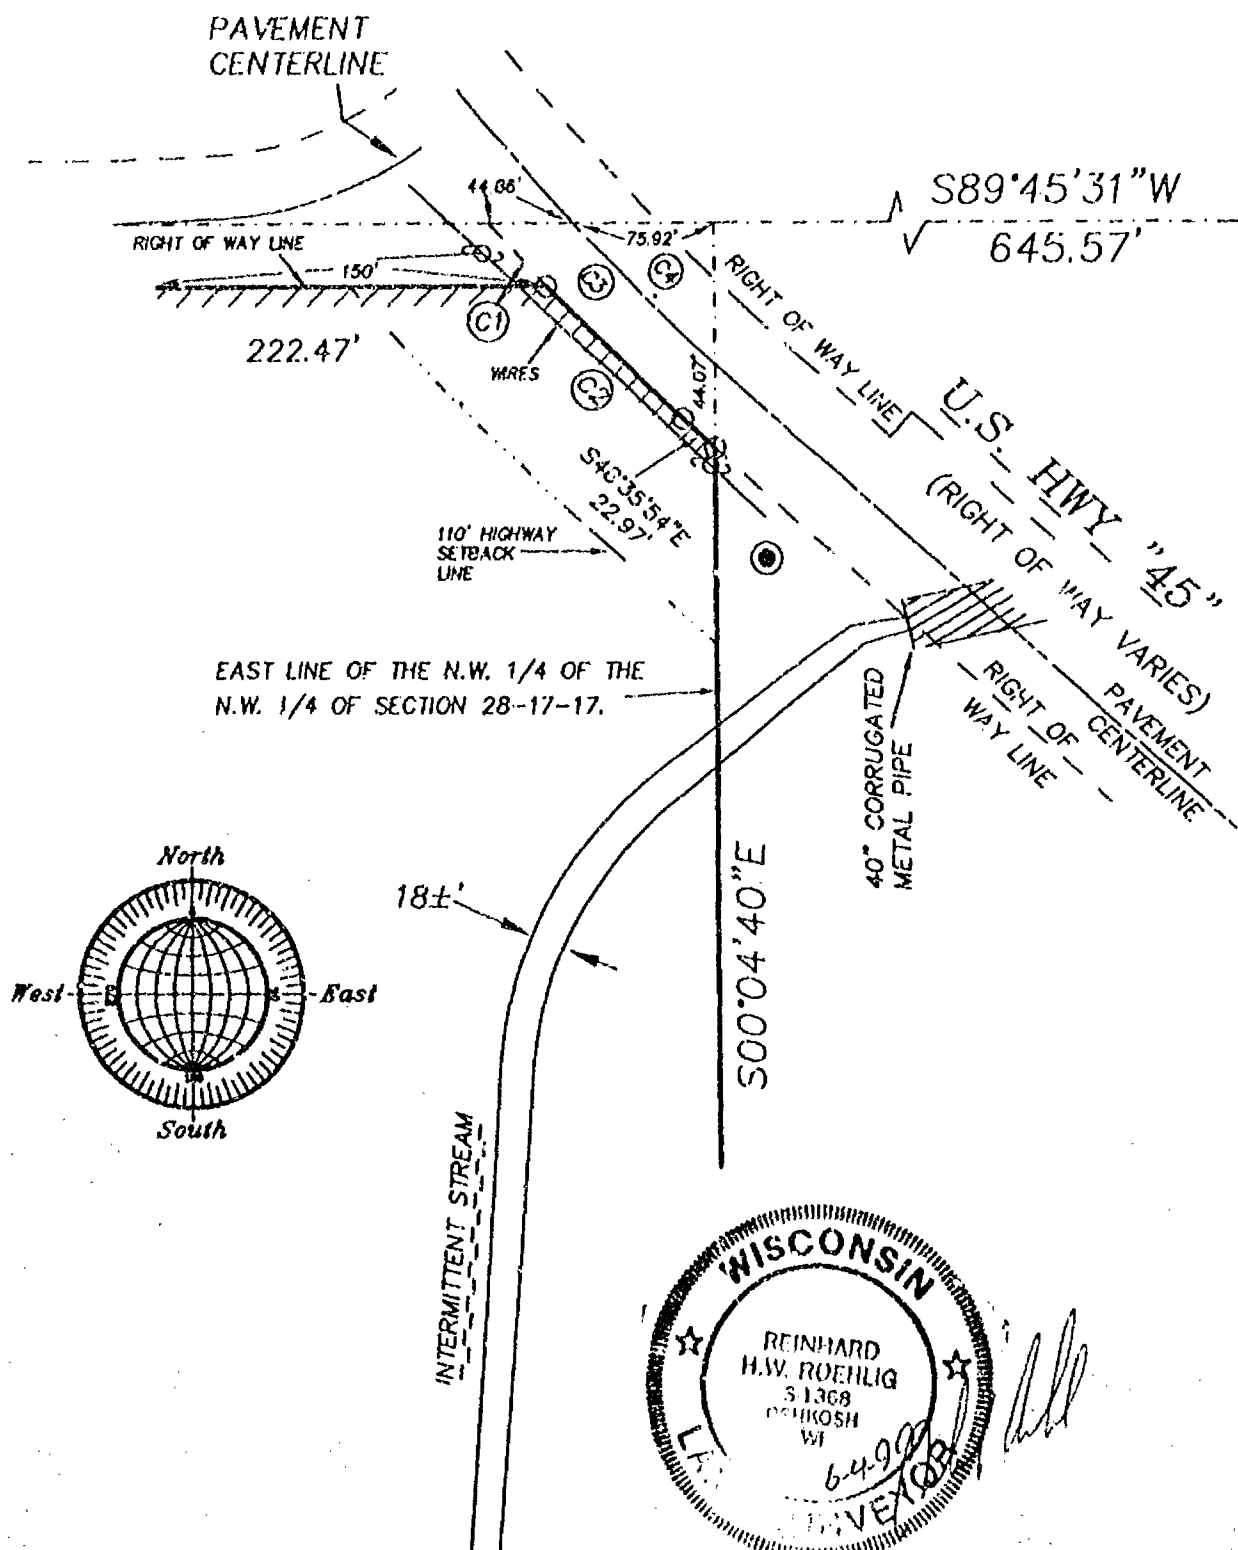 PAVEMENT
CENTERLINE
S89°45'31"W
645.57'
44.06'
75.92'
RIGHT OF WAY LINE
150'
C3
C4
C1
222.47'
WIRES
C2
44.07'
RIGHT OF WAY LINE
U.S. HWY "45"
(RIGHT OF WAY VARIES)
22.97'
110' HIGHWAY
SETBACK
LINE
EAST LINE OF THE N.W. 1/4 OF THE
N.W. 1/4 OF SECTION 28-17-17.
40" CORRUGATED
METAL PIPE
RIGHT OF
WAY LINE
PAVEMENT
CENTERLINE
North
West
East
South
18±'
S00°04'40"E
INTERMITTENT STREAM
WISCONSIN
REINHARD
H.W. ROEHLIG
S-1368
OSHKOSH
WI